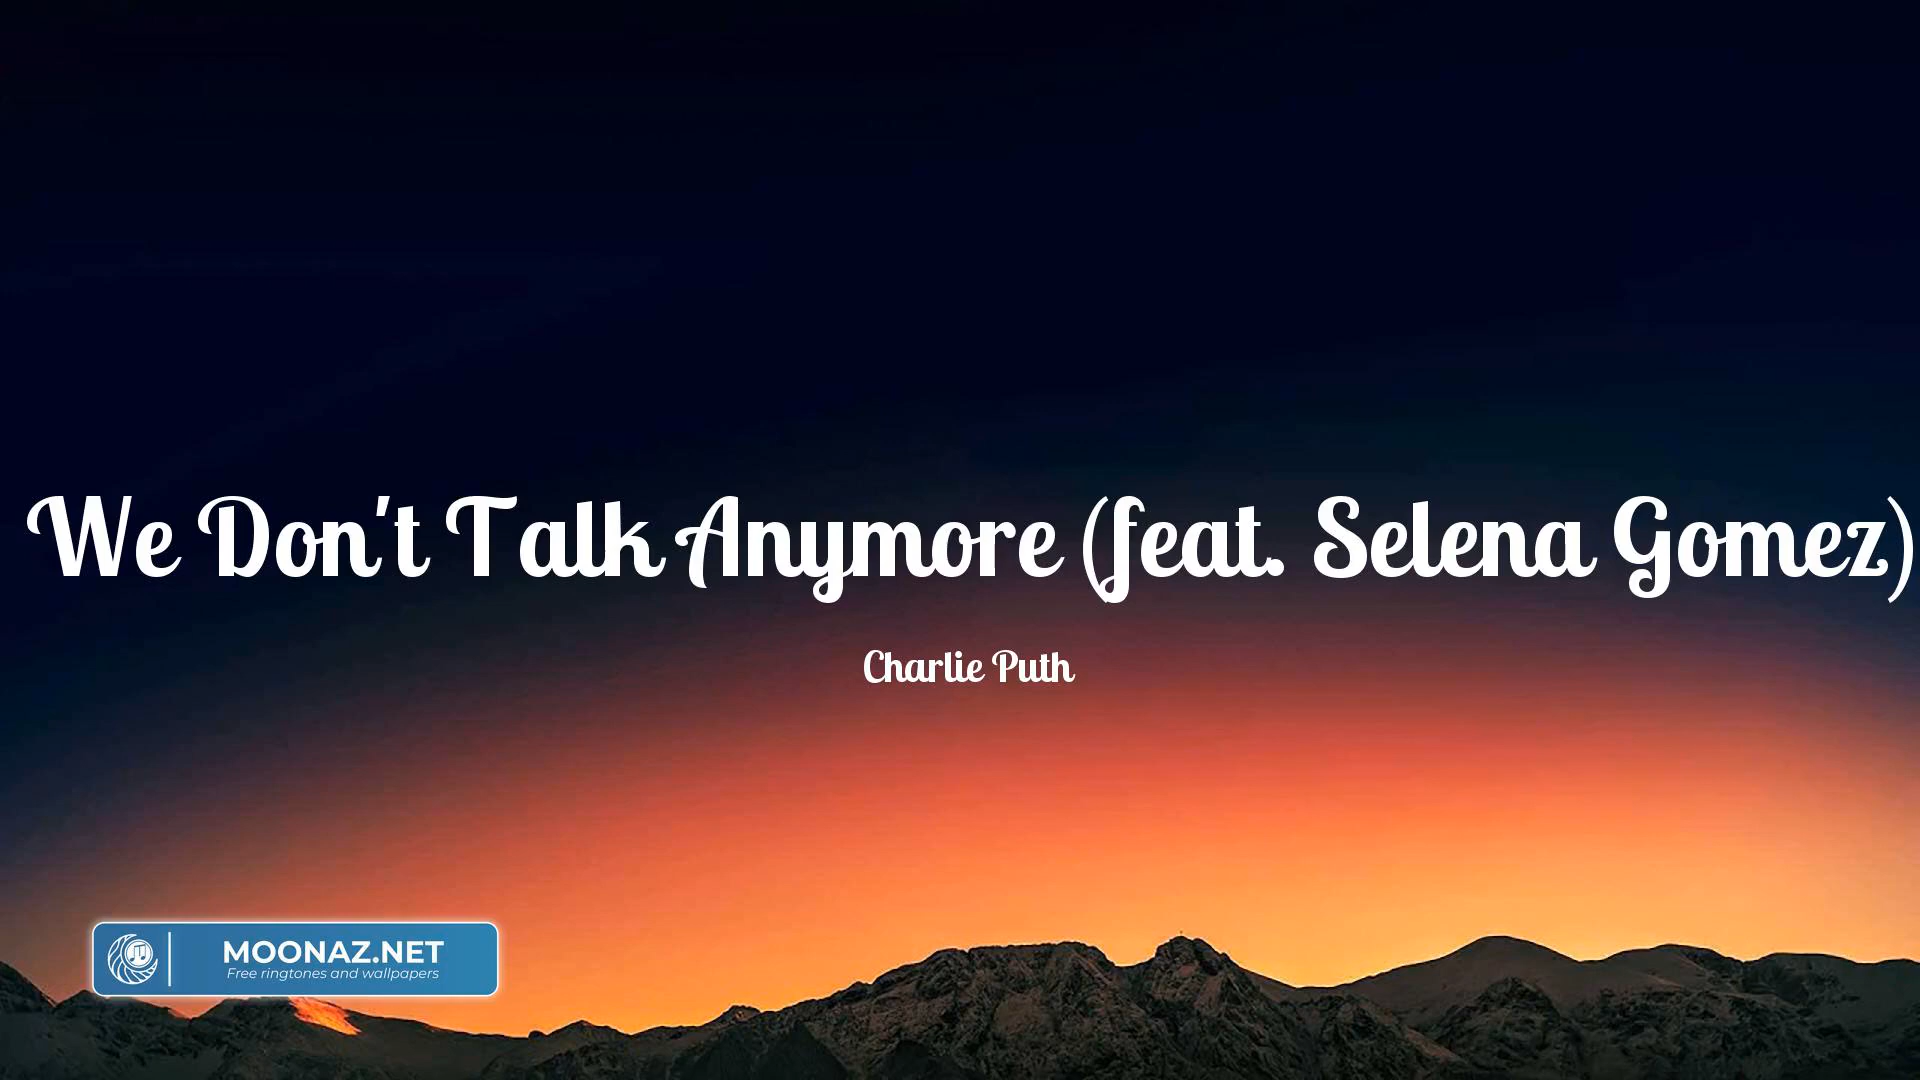 We Don't Talk Anymore (feat. Selena Gomez)
Charlie Puth
MOONAZ.NET
Free ringtones and wallpapers